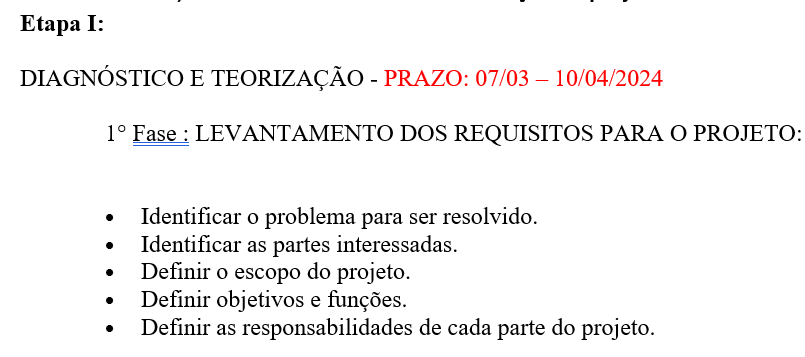 Etapa I:
DIAGNÓSTICO E TEORIZAÇÃO - PRAZO: 07/03 – 10/04/2024
1° Fase : LEVANTAMENTO DOS REQUISITOS PARA O PROJETO:
• Identificar o problema para ser resolvido.
• Identificar as partes interessadas.
• Definir o escopo do projeto.
• Definir objetivos e funções.
• Definir as responsabilidades de cada parte do projeto.